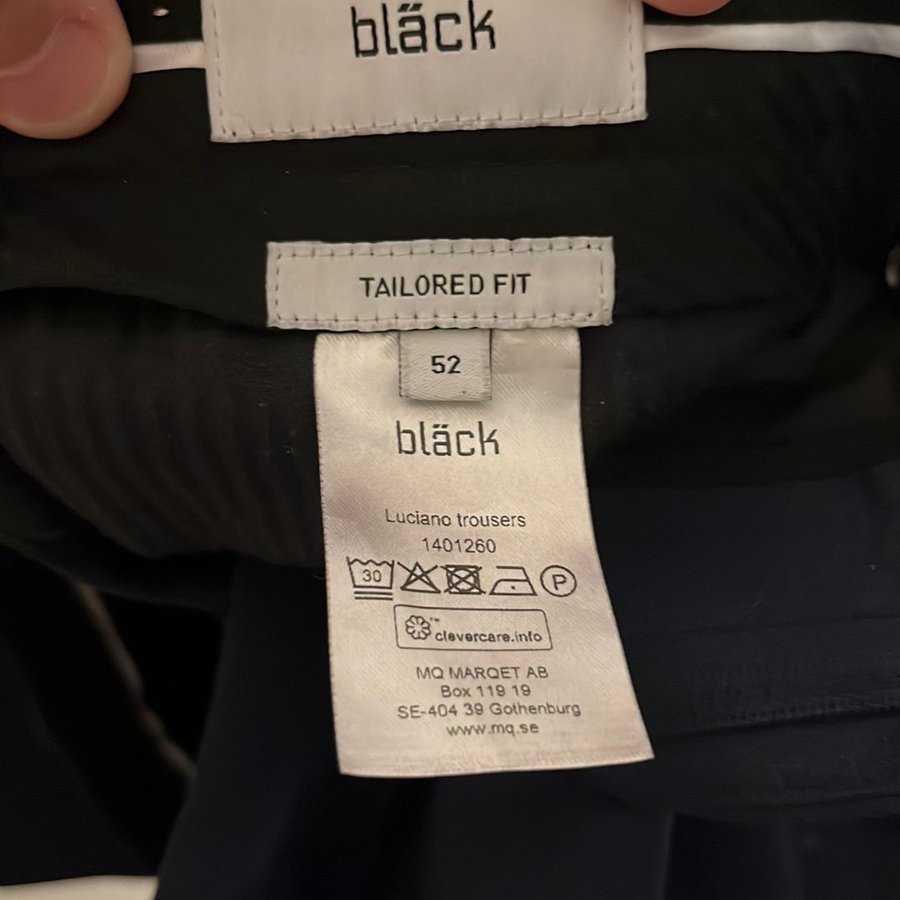 bläck
TAILORED FIT
52
bläck
Luciano trousers
1401260
30 P
™
clevercare.info
MQ MARQET AB
Box 119 19
SE-404 39 Gothenburg
www.mq.se